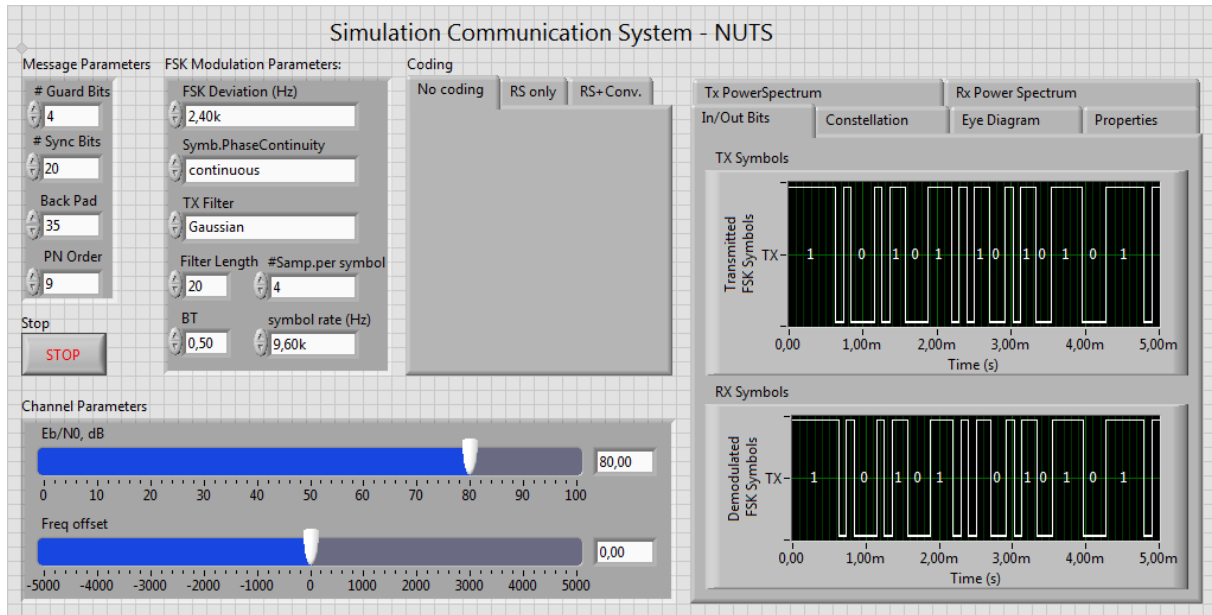 Simulation Communication System - NUTS
Message Parameters
# Guard Bits
4
# Sync Bits
20
Back Pad
35
PN Order
9
Stop
STOP
FSK Modulation Parameters:
FSK Deviation (Hz)
2,40k
Symb.PhaseContinuity
continuous
TX Filter
Gaussian
Filter Length #Samp.per symbol
20 4
BT symbol rate (Hz)
0,50 9,60k
Coding
No coding RS only RS+Conv.
Tx PowerSpectrum Rx Power Spectrum
In/Out Bits Constellation Eye Diagram Properties
TX Symbols
Transmitted
FSK Symbols
TX
1 0 1 0 1 1 0 1 0 1 0 1
0,00 1,00m 2,00m 3,00m 4,00m 5,00m
Time (s)
RX Symbols
Demodulated
FSK Symbols
TX
1 0 1 0 1 0 1 0 1 0 1
0,00 1,00m 2,00m 3,00m 4,00m 5,00m
Time (s)
Channel Parameters
Eb/N0, dB
80,00
0 10 20 30 40 50 60 70 80 90 100
Freq offset
0,00
-5000 -4000 -3000 -2000 -1000 0 1000 2000 3000 4000 5000